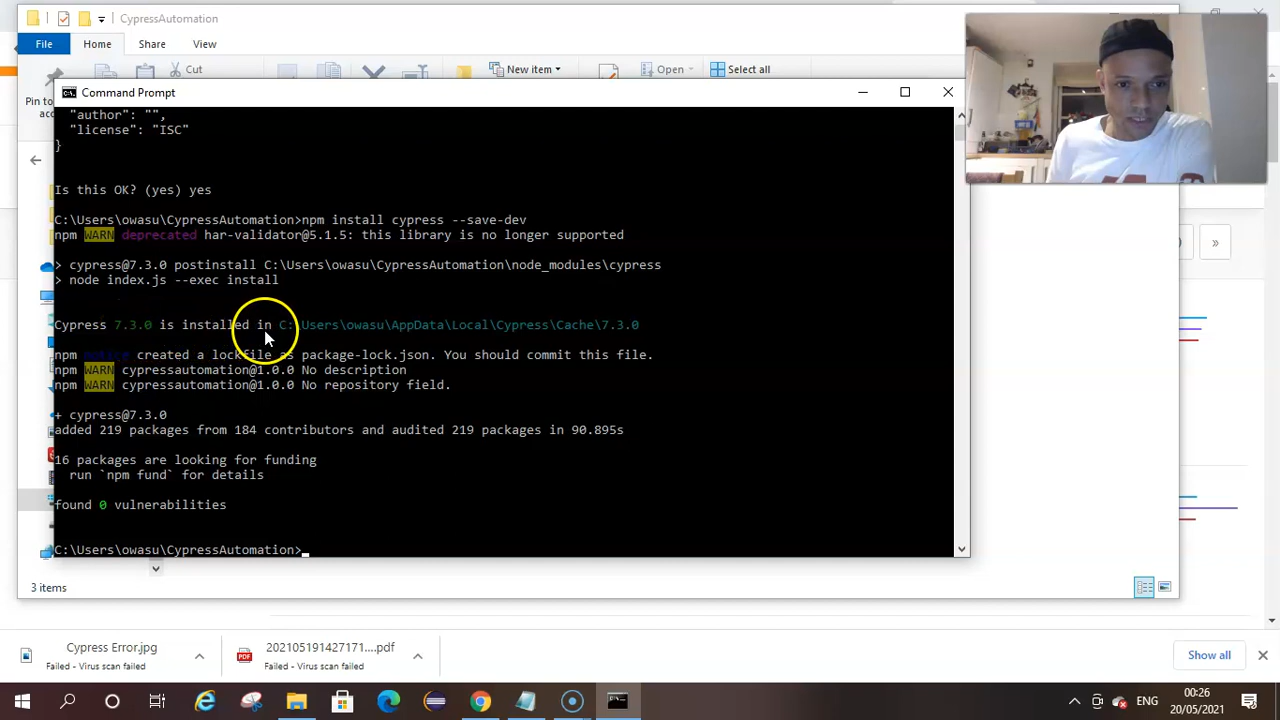 CypressAutomation
File Home Share View
Cut
New item
Open
Select all
Pin to
Command Prompt
"author": "",
"license": "ISC"
}
Is this OK? (yes) yes
C:\Users\owasu\CypressAutomation>npm install cypress --save-dev
npm WARN deprecated har-validator@5.1.5: this library is no longer supported
> cypress@7.3.0 postinstall C:\Users\owasu\CypressAutomation\node_modules\cypress
> node index.js --exec install
Cypress 7.3.0 is installed in C:\Users\owasu\AppData\Local\Cypress\Cache\7.3.0
npm notice created a lockfile as package-lock.json. You should commit this file.
npm WARN cypressautomation@1.0.0 No description
npm WARN cypressautomation@1.0.0 No repository field.
+ cypress@7.3.0
added 219 packages from 184 contributors and audited 219 packages in 90.895s
16 packages are looking for funding
run `npm fund` for details
found 0 vulnerabilities
C:\Users\owasu\CypressAutomation>
3 items
Cypress Error.jpg
Failed - Virus scan failed
202105191427171....pdf
Failed - Virus scan failed
Show all
ENG
00:26
20/05/2021